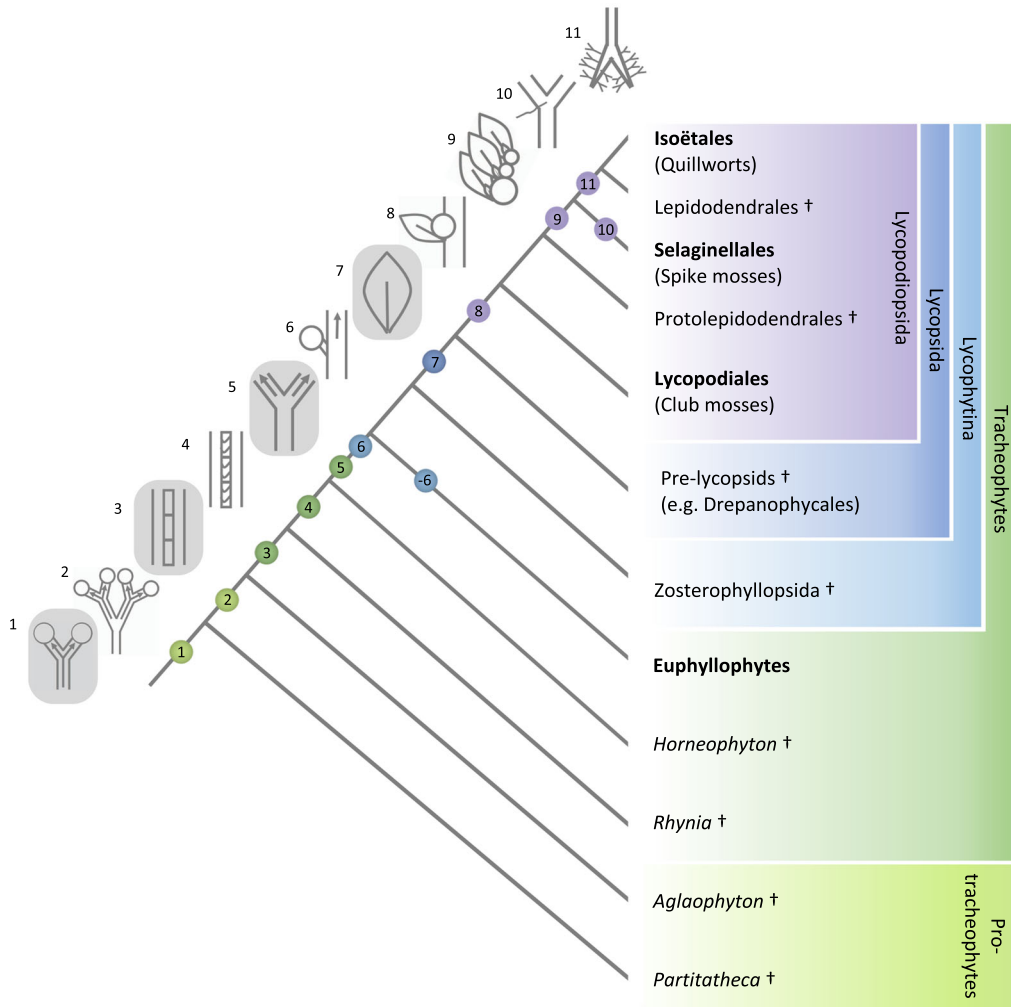 11
10
9
8
7
6
5
4
3
2
1
11
9
10
8
7
6
5
-6
4
3
2
1
Isoëtales
(Quillworts)
Lepidodendrales †
Selaginellales
(Spike mosses)
Protolepidodendrales †
Lycopodiales
(Club mosses)
Pre-lycopsids †
(e.g. Drepanophycales)
Zosterophyllopsida †
Euphyllophytes
Horneophyton †
Rhynia †
Aglaophyton †
Partitatheca †
Lycopodiopsida
Lycopsida
Lycophytina
Tracheophytes
Pro-
tracheophytes